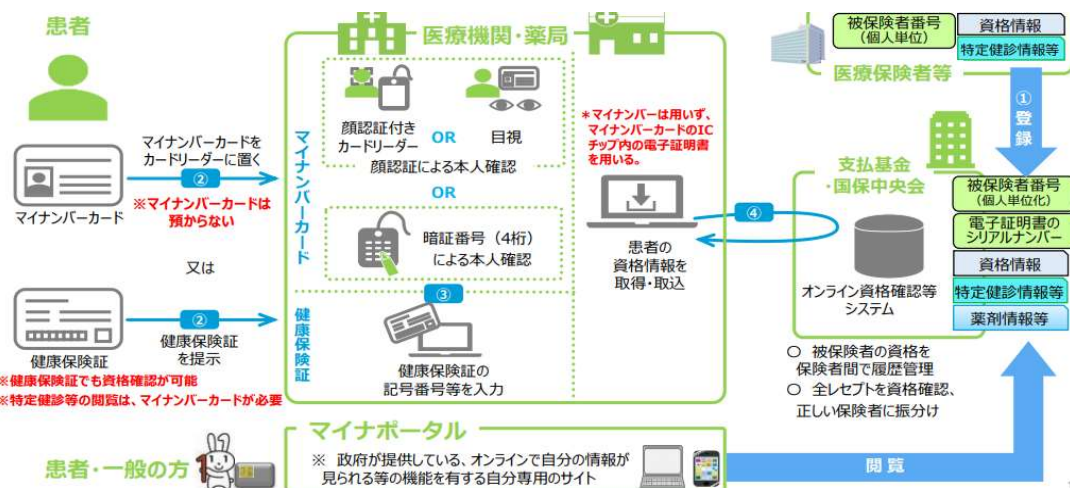 患者
マイナンバーカードを
カードリーダーに置く
②
マイナンバーカード
※マイナンバーカードは
預からない
又は
②
健康保険証
健康保険証
を提示
※健康保険証でも資格確認が可能
※特定健診等の閲覧は、マイナンバーカードが必要
医療機関・薬局
マイナンバーカード
顔認証付き
カードリーダー
OR
目視
顔認証による本人確認
OR
暗証番号（4桁）
による本人確認
③
健康保険証
健康保険証の
記号番号等を入力
＊マイナンバーは用いず、
マイナンバーカードのIC
チップ内の電子証明書
を用いる。
患者の
資格情報を
取得・取込
④
被保険者番号
（個人単位）
資格情報
特定健診情報等
医療保険者等
①
登録
支払基金
・国保中央会
オンライン資格確認等
システム
被保険者番号
（個人単位化）
電子証明書の
シリアルナンバー
資格情報
特定健診情報等
薬剤情報等
○ 被保険者の資格を
保険者間で履歴管理
○ 全レセプトを資格確認、
正しい保険者に振分け
患者・一般の方
マイナポータル
※ 政府が提供している、オンラインで自分の情報が
見られる等の機能を有する自分専用のサイト
閲覧